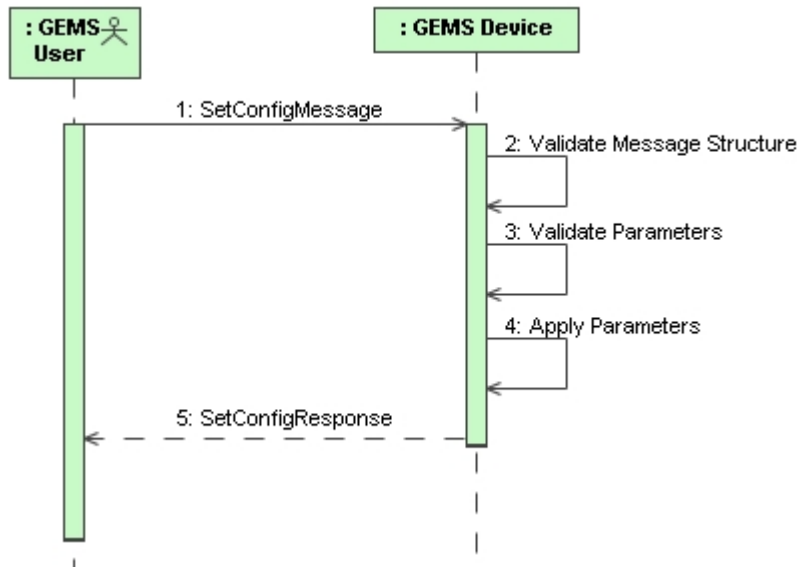 : GEMS
User
: GEMS Device
1: SetConfigMessage
2: Validate Message Structure
3: Validate Parameters
4: Apply Parameters
5: SetConfigResponse